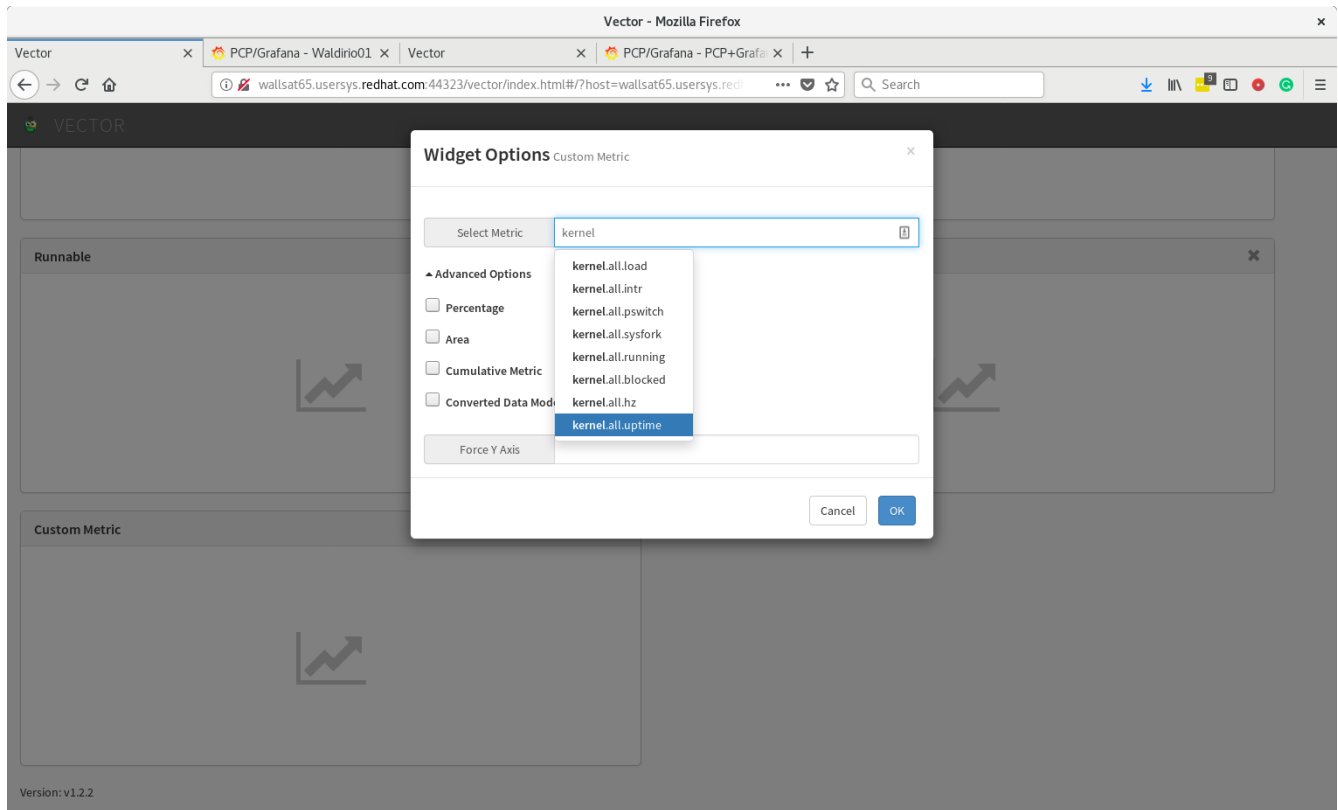 Vector - Mozilla Firefox
Vector
PCP/Grafana - Waldirio01
Vector
PCP/Grafana - PCP+Grafa
wallsat65.usersys.redhat.com:44323/vector/index.html#/?host=wallsat65.usersys.red
Search
9
VECTOR
Widget Options Custom Metric
Select Metric
kernel
kernel.all.load
kernel.all.intr
kernel.all.pswitch
kernel.all.sysfork
kernel.all.running
kernel.all.blocked
kernel.all.hz
kernel.all.uptime
Advanced Options
Percentage
Area
Cumulative Metric
Converted Data Mod
Force Y Axis
Cancel
OK
Runnable
Custom Metric
Version: v1.2.2